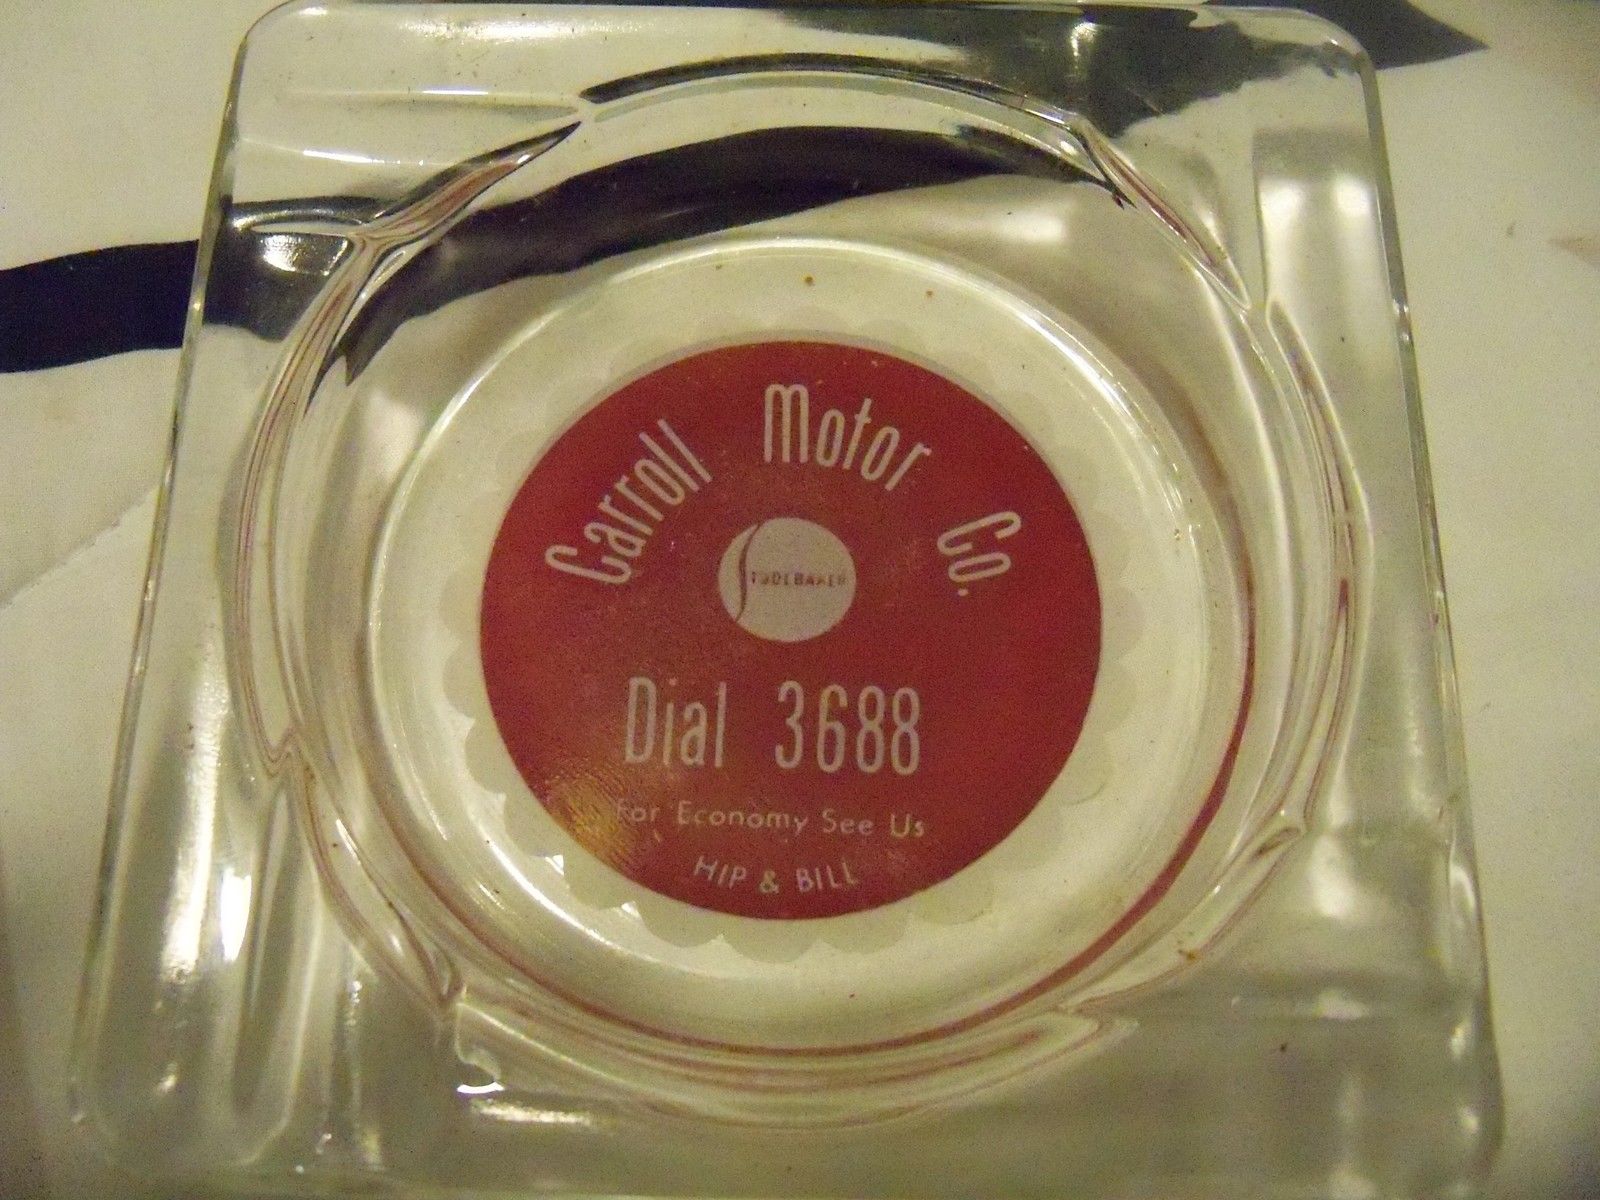 Carroll Motor Co.
STUDEBAKER
Dial 3688
For Economy See Us
HIP & BILL